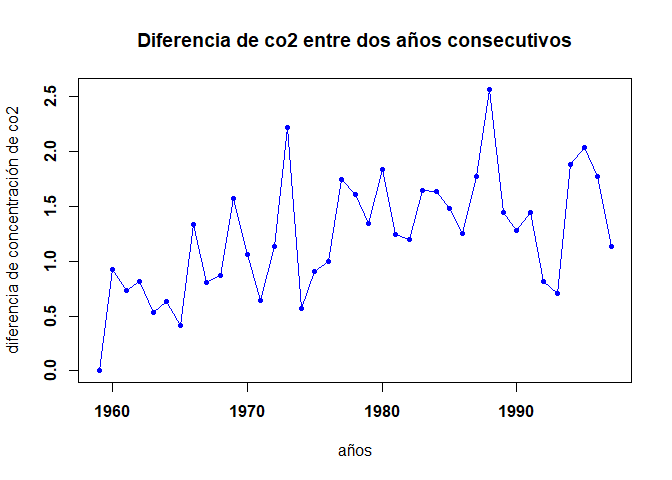 Diferencia de co2 entre dos años consecutivos
diferencia de concentración de co2
2.5
2.0
1.5
1.0
0.5
0.0
1960 1970 1980 1990
años